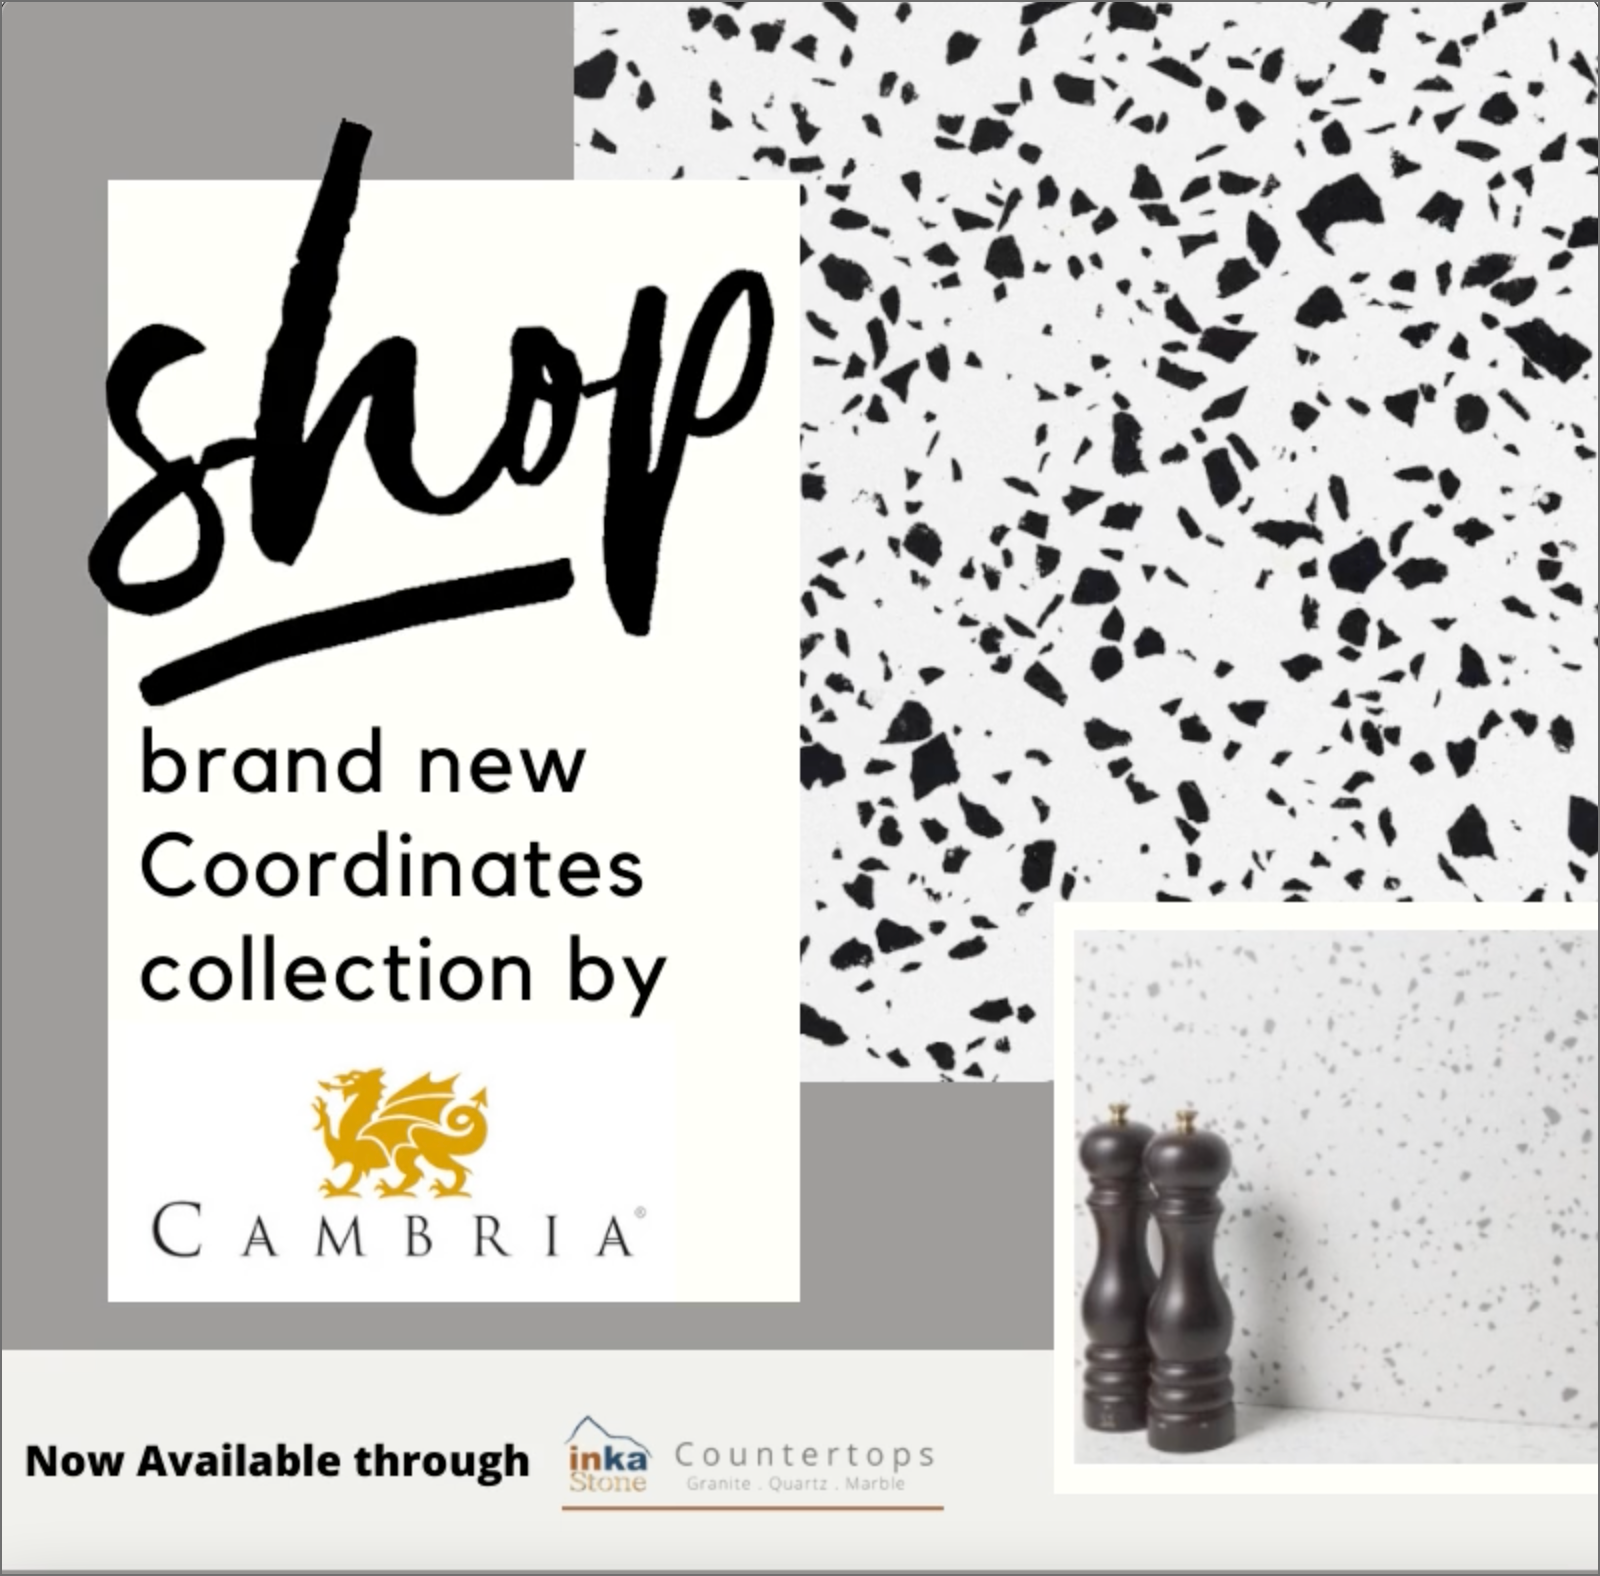 shop
brand new
Coordinates
collection by
CAMBRIA®
Now Available through
inka
Stone
Countertops
Granite . Quartz . Marble